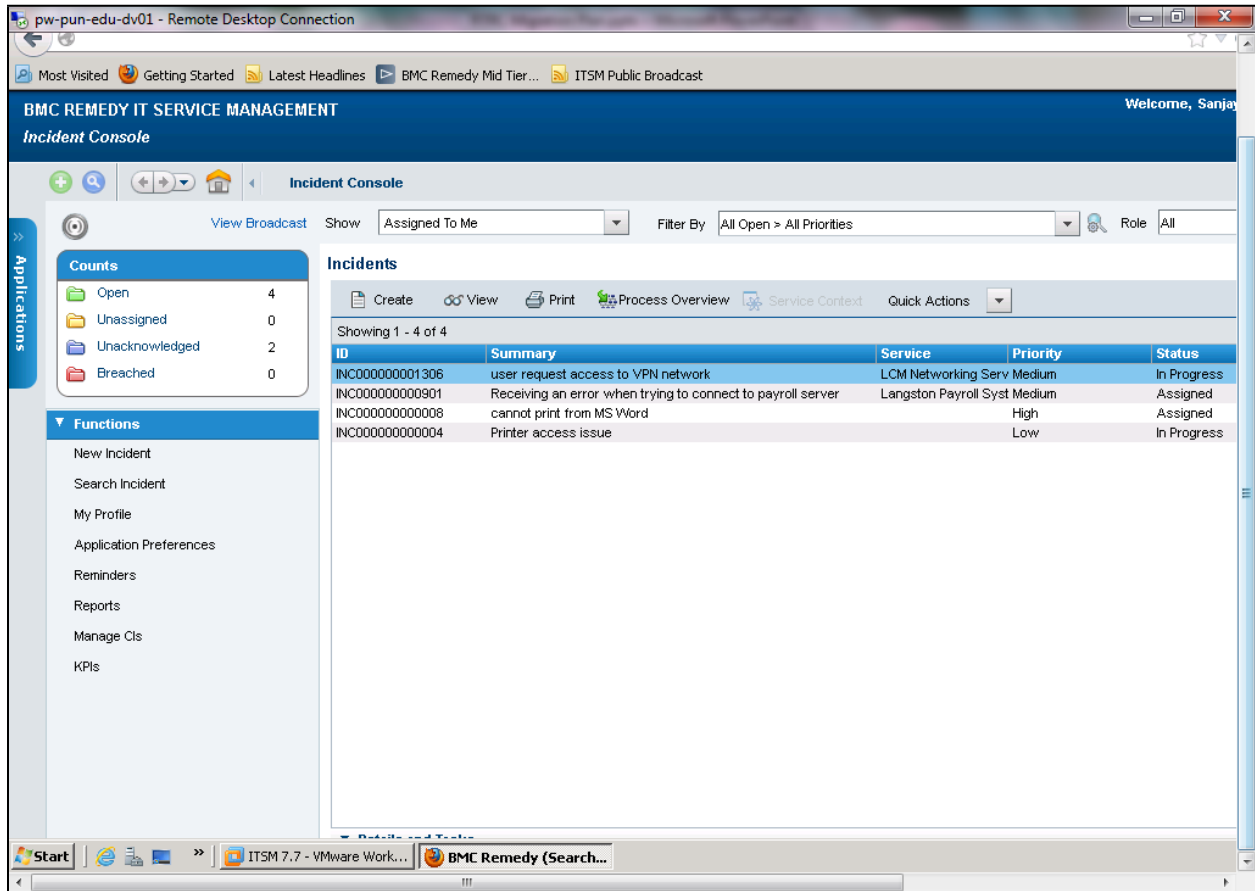 pw-pun-edu-dv01 - Remote Desktop Connection
Most Visited Getting Started Latest Headlines BMC Remedy Mid Tier... ITSM Public Broadcast
BMC REMEDY IT SERVICE MANAGEMENT Welcome, Sanjay
Incident Console
Incident Console
View Broadcast Show Assigned To Me Filter By All Open > All Priorities Role All
Applications
Counts
Open 4
Unassigned 0
Unacknowledged 2
Breached 0
Functions
New Incident
Search Incident
My Profile
Application Preferences
Reminders
Reports
Manage CIs
KPIs
Incidents
Create View Print Process Overview Service Context Quick Actions
Showing 1 - 4 of 4
ID Summary Service Priority Status
INC000000001306 user request access to VPN network LCM Networking Serv Medium In Progress
INC000000000901 Receiving an error when trying to connect to payroll server Langston Payroll Syst Medium Assigned
INC000000000008 cannot print from MS Word High Assigned
INC000000000004 Printer access issue Low In Progress
Details and Tasks
Start » ITSM 7.7 - VMware Work... BMC Remedy (Search...